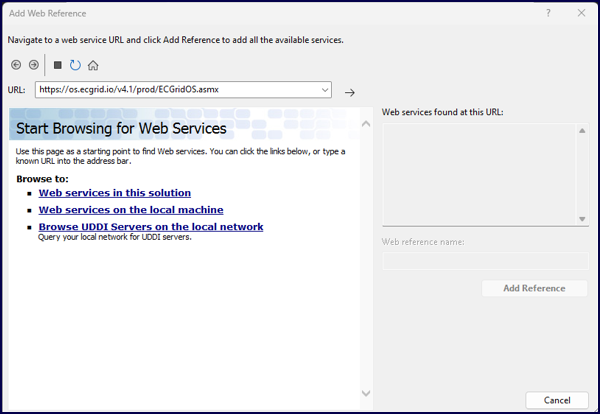 Add Web Reference
Navigate to a web service URL and click Add Reference to add all the available services.
URL: https://os.ecgrid.io/v4.1/prod/ECGridOS.asmx
Start Browsing for Web Services
Use this page as a starting point to find Web services. You can click the links below, or type a
known URL into the address bar.
Browse to:
Web services in this solution
Web services on the local machine
Browse UDDI Servers on the local network
Query your local network for UDDI servers.
Web services found at this URL:
Web reference name:
Add Reference
Cancel